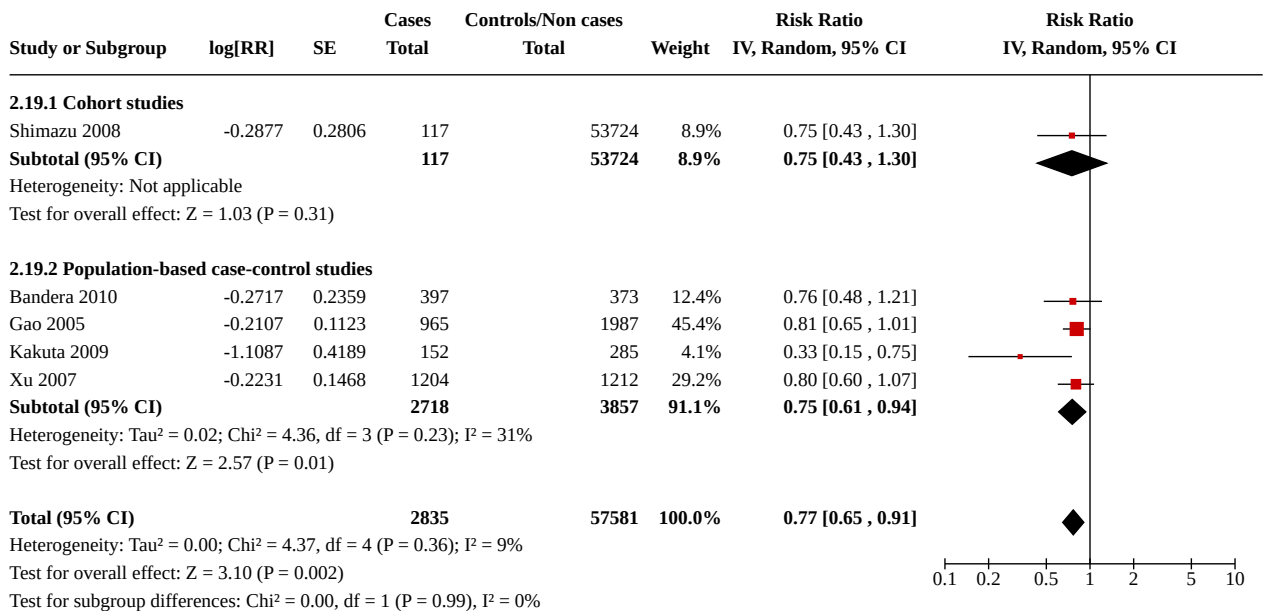 Cases Controls/Non cases Risk Ratio Risk Ratio
Study or Subgroup log[RR] SE Total Total Weight IV, Random, 95% CI IV, Random, 95% CI
2.19.1 Cohort studies
Shimazu 2008 -0.2877 0.2806 117 53724 8.9% 0.75 [0.43 , 1.30]
Subtotal (95% CI) 117 53724 8.9% 0.75 [0.43 , 1.30]
Heterogeneity: Not applicable
Test for overall effect: Z = 1.03 (P = 0.31)
2.19.2 Population-based case-control studies
Bandera 2010 -0.2717 0.2359 397 373 12.4% 0.76 [0.48 , 1.21]
Gao 2005 -0.2107 0.1123 965 1987 45.4% 0.81 [0.65 , 1.01]
Kakuta 2009 -1.1087 0.4189 152 285 4.1% 0.33 [0.15 , 0.75]
Xu 2007 -0.2231 0.1468 1204 1212 29.2% 0.80 [0.60 , 1.07]
Subtotal (95% CI) 2718 3857 91.1% 0.75 [0.61 , 0.94]
Heterogeneity: Tau² = 0.02; Chi² = 4.36, df = 3 (P = 0.23); I² = 31%
Test for overall effect: Z = 2.57 (P = 0.01)
Total (95% CI) 2835 57581 100.0% 0.77 [0.65 , 0.91]
Heterogeneity: Tau² = 0.00; Chi² = 4.37, df = 4 (P = 0.36); I² = 9%
Test for overall effect: Z = 3.10 (P = 0.002)
0.1 0.2 0.5 1 2 5 10
Test for subgroup differences: Chi² = 0.00, df = 1 (P = 0.99), I² = 0%